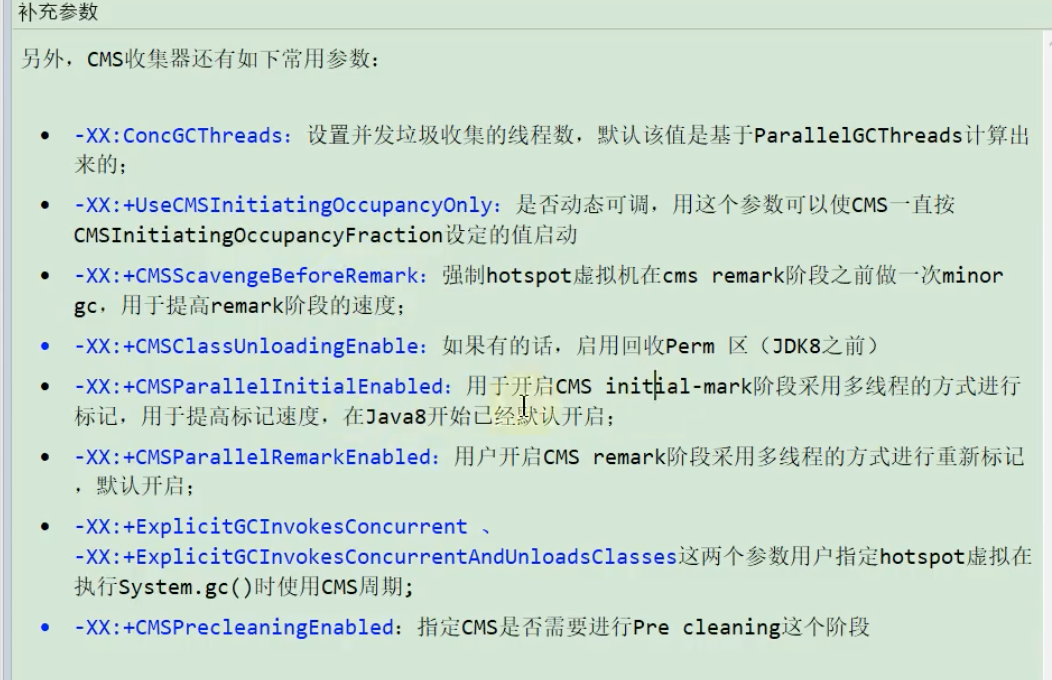 补充参数
另外，CMS收集器还有如下常用参数：
• -XX:ConcGCThreads：设置并发垃圾收集的线程数，默认该值是基于ParallelGCThreads计算出
来的；
• -XX:+UseCMSInitiatingOccupancyOnly：是否动态可调，用这个参数可以使CMS一直按
CMSInitiatingOccupancyFraction设定的值启动
• -XX:+CMSScavengeBeforeRemark：强制hotspot虚拟机在cms remark阶段之前做一次minor
gc，用于提高remark阶段的速度；
• -XX:+CMSClassUnloadingEnable：如果有的话，启用回收Perm 区（JDK8之前）
• -XX:+CMSParallelInitialEnabled：用于开启CMS initial-mark阶段采用多线程的方式进行
标记，用于提高标记速度，在Java8开始已经默认开启；
• -XX:+CMSParallelRemarkEnabled：用户开启CMS remark阶段采用多线程的方式进行重新标记
，默认开启；
• -XX:+ExplicitGCInvokesConcurrent 、
-XX:+ExplicitGCInvokesConcurrentAndUnloadsClasses这两个参数用户指定hotspot虚拟在
执行System.gc()时使用CMS周期;
• -XX:+CMSPrecleaningEnabled：指定CMS是否需要进行Pre cleaning这个阶段